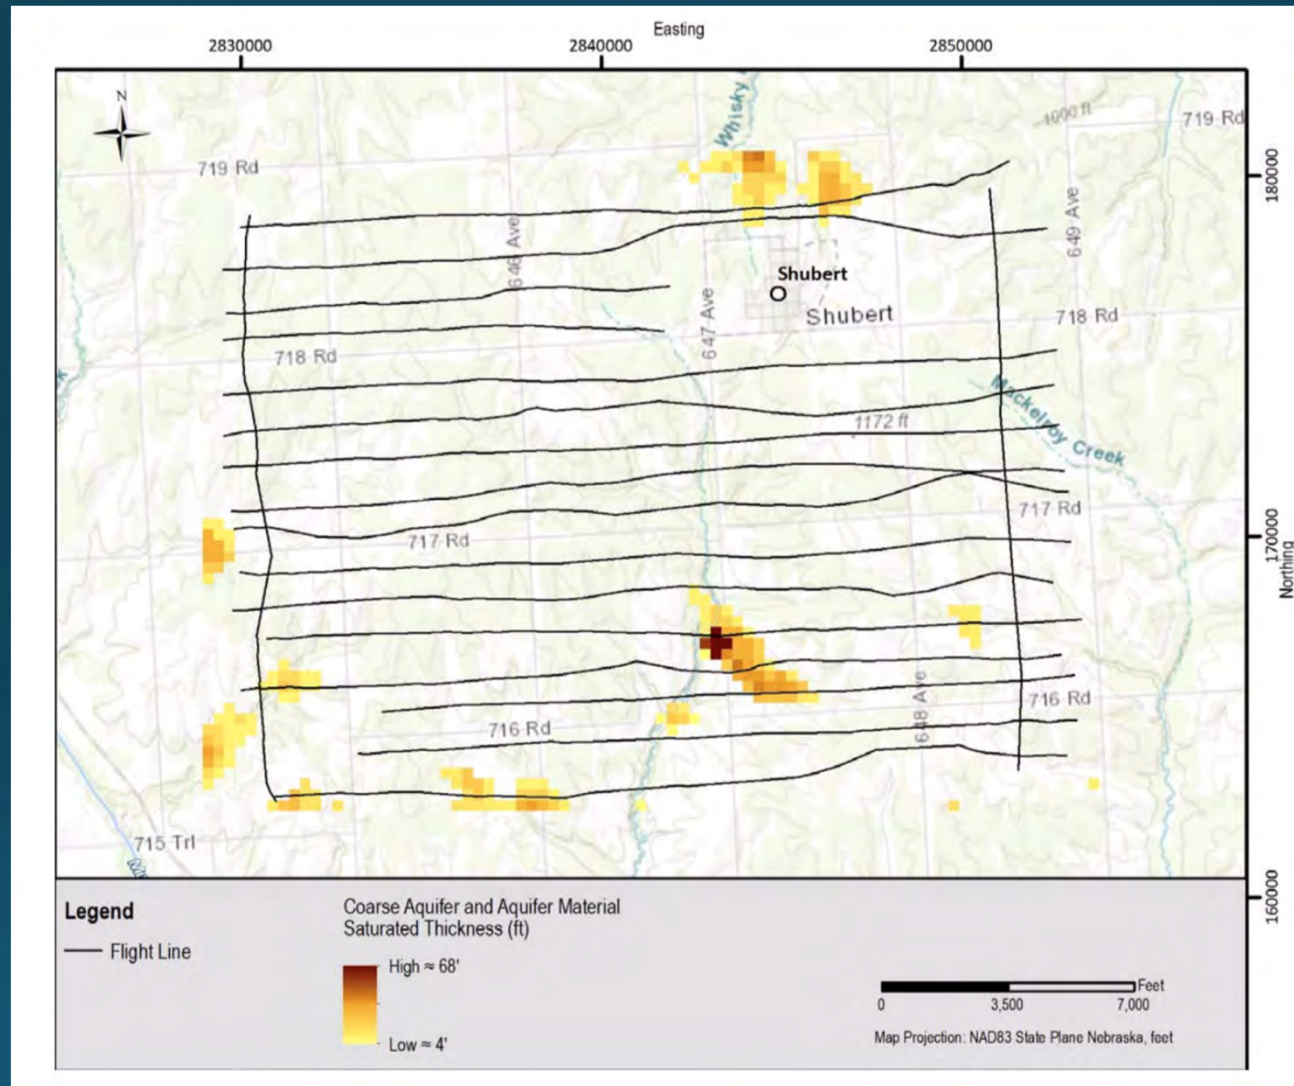 Easting
2830000
2840000
2850000
N
Whisky
1000 ft
719 Rd
719 Rd
180000
646 Ave
649 Ave
Shubert
Shubert
647 Ave
718 Rd
718 Rd
Mackelroy Creek
1172 ft
717 Rd
717 Rd
170000
Northing
648 Ave
716 Rd
716 Rd
715 Trl
160000
Legend
Flight Line
Coarse Aquifer and Aquifer Material
Saturated Thickness (ft)
High ≈ 68'
Low ≈ 4'
Feet
0
3,500
7,000
Map Projection: NAD83 State Plane Nebraska, feet